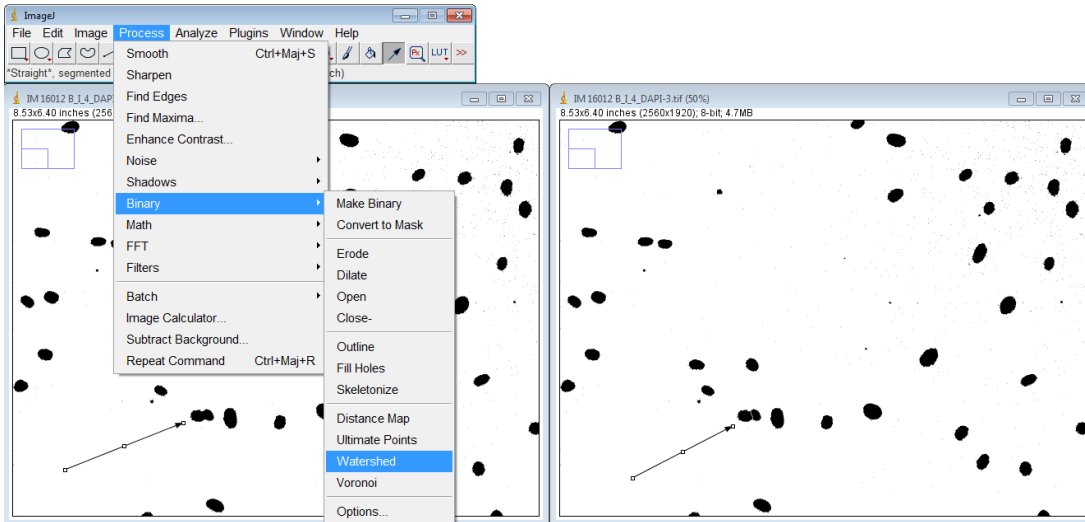 ImageJ
File Edit Image Process Analyze Plugins Window Help
LUT >>
*Straight*, segmented ch)
Smooth Ctrl+Maj+S
Sharpen
Find Edges
Find Maxima...
Enhance Contrast...
Noise
Shadows
Binary
Math
FFT
Filters
Batch
Image Calculator...
Subtract Background...
Repeat Command Ctrl+Maj+R
Make Binary
Convert to Mask
Erode
Dilate
Open
Close-
Outline
Fill Holes
Skeletonize
Distance Map
Ultimate Points
Watershed
Voronoi
Options...
IM 16012 B_I_4_DAP
8.53x6.40 inches (256
IM 16012 B_I_4_DAPI-3.tif (50%)
8.53x6.40 inches (2560x1920); 8-bit; 4.7MB